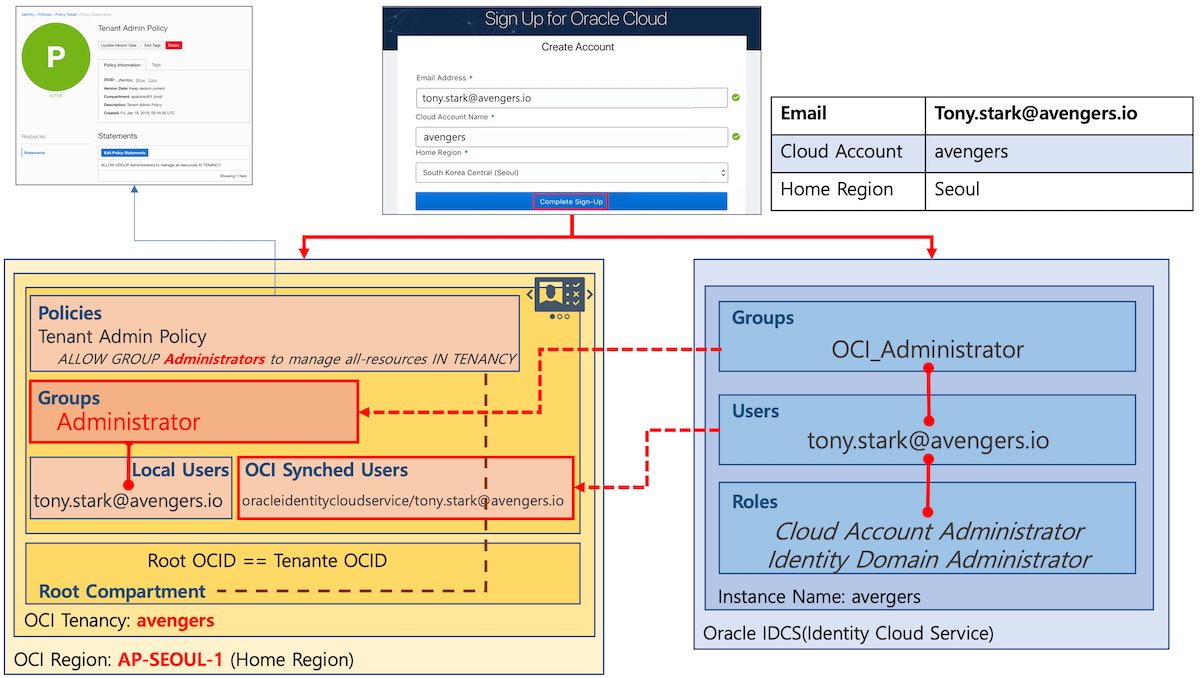 Identity » Policies » Policy Detail » Policy Statements
Tenant Admin Policy
P
ACTIVE
Update Version Date Add Tags Delete
Policy Information Tags
OCID: Show Copy
Version Date: Keep version current
Compartment: (root)
Description: Tenant Admin Policy
Created: Fri, Jan 18, 2019, UTC
Resources
Statements
Statements
Edit Policy Statements
ALLOW GROUP Administrators to manage all-resources IN TENANCY
Showing 1 Item
Sign Up for Oracle Cloud
Create Account
Email Address *
tony.stark@avengers.io
Cloud Account Name *
avengers
Home Region *
South Korea Central (Seoul)
Complete Sign-Up
Email Tony.stark@avengers.io
Cloud Account avengers
Home Region Seoul
Policies
Tenant Admin Policy
ALLOW GROUP Administrators to manage all-resources IN TENANCY
Groups
Administrator
Local Users
tony.stark@avengers.io
OCI Synched Users
oracleidentitycloudservice/tony.stark@avengers.io
Root OCID == Tenante OCID
Root Compartment
OCI Tenancy: avengers
OCI Region: AP-SEOUL-1 (Home Region)
Groups
OCI_Administrator
Users
tony.stark@avengers.io
Roles
Cloud Account Administrator
Identity Domain Administrator
Instance Name: avergers
Oracle IDCS(Identity Cloud Service)